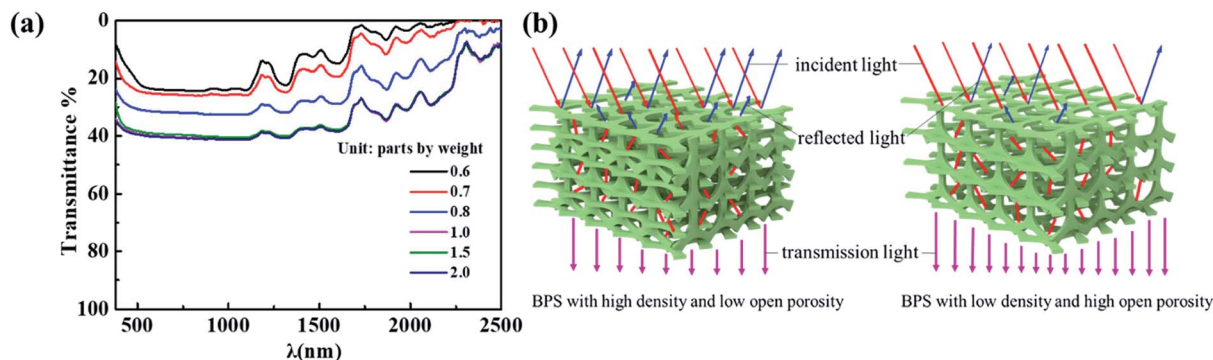 (a)
Transmittance %
0
20
40
60
80
100
500
1000
1500
2000
2500
λ(nm)
Unit: parts by weight
0.6
0.7
0.8
1.0
1.5
2.0
(b)
incident light
reflected light
transmission light
BPS with high density and low open porosity
BPS with low density and high open porosity